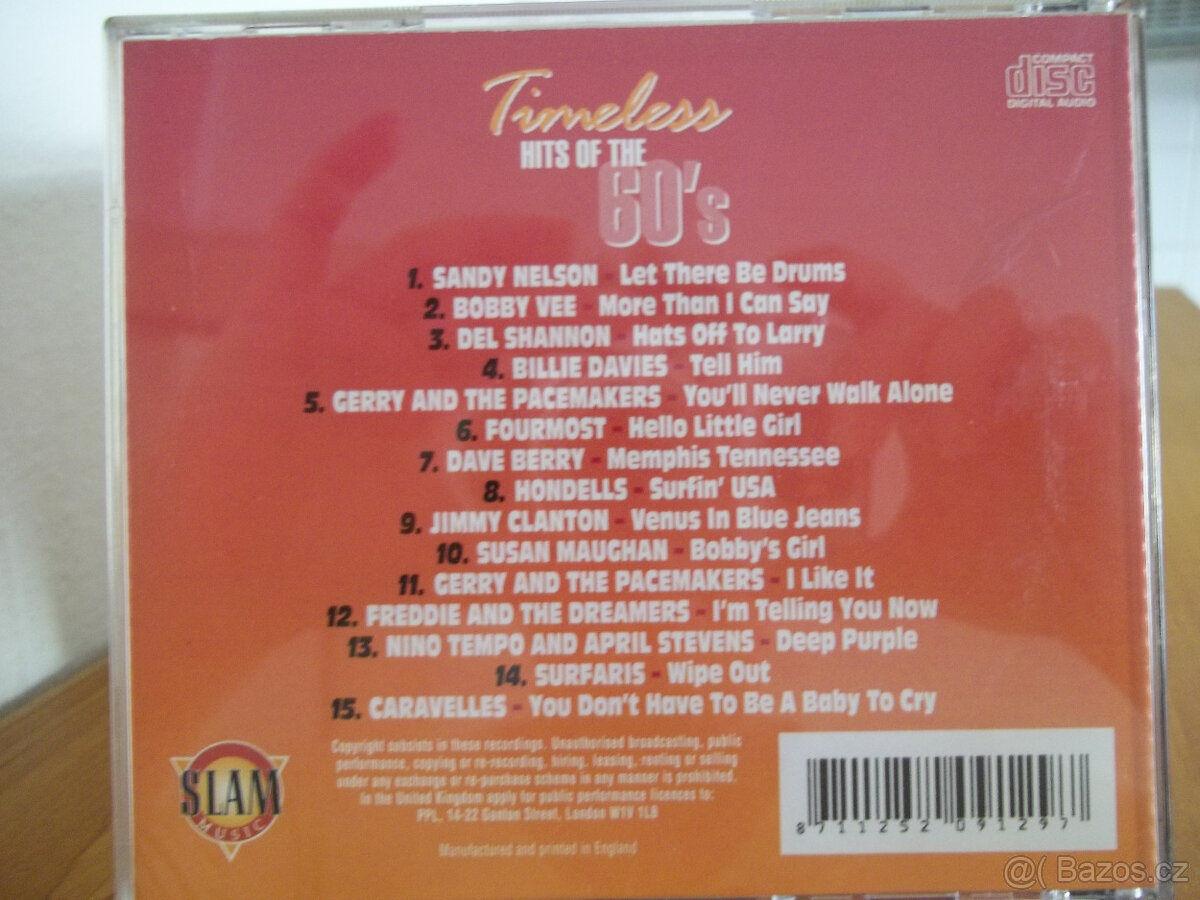 Timeless
HITS OF THE
60's
COMPACT
disc
DIGITAL AUDIO
1. SANDY NELSON - Let There Be Drums
2. BOBBY VEE - More Than I Can Say
3. DEL SHANNON - Hats Off To Larry
4. BILLIE DAVIES - Tell Him
5. GERRY AND THE PACEMAKERS - You'll Never Walk Alone
6. FOURMOST - Hello Little Girl
7. DAVE BERRY - Memphis Tennessee
8. HONDELLS - Surfin' USA
9. JIMMY CLANTON - Venus In Blue Jeans
10. SUSAN MAUGHAN - Bobby's Girl
11. GERRY AND THE PACEMAKERS - I Like It
12. FREDDIE AND THE DREAMERS - I'm Telling You Now
13. NINO TEMPO AND APRIL STEVENS - Deep Purple
14. SURFARIS - Wipe Out
15. CARAVELLES - You Don't Have To Be A Baby To Cry
Copyright subsists in these recordings. Unauthorised broadcasting, public
performance, copying or re-recording, hiring, leasing, renting or selling
under any exchange or re-purchase scheme in any manner is prohibited.
In the United Kingdom apply for public performance licences to:
PPL, 14-22 Ganton Street, London W1V 1LB
Manufactured and printed in England
SLAM
MUSIC
8 711252 091297
@( Bazos.cz